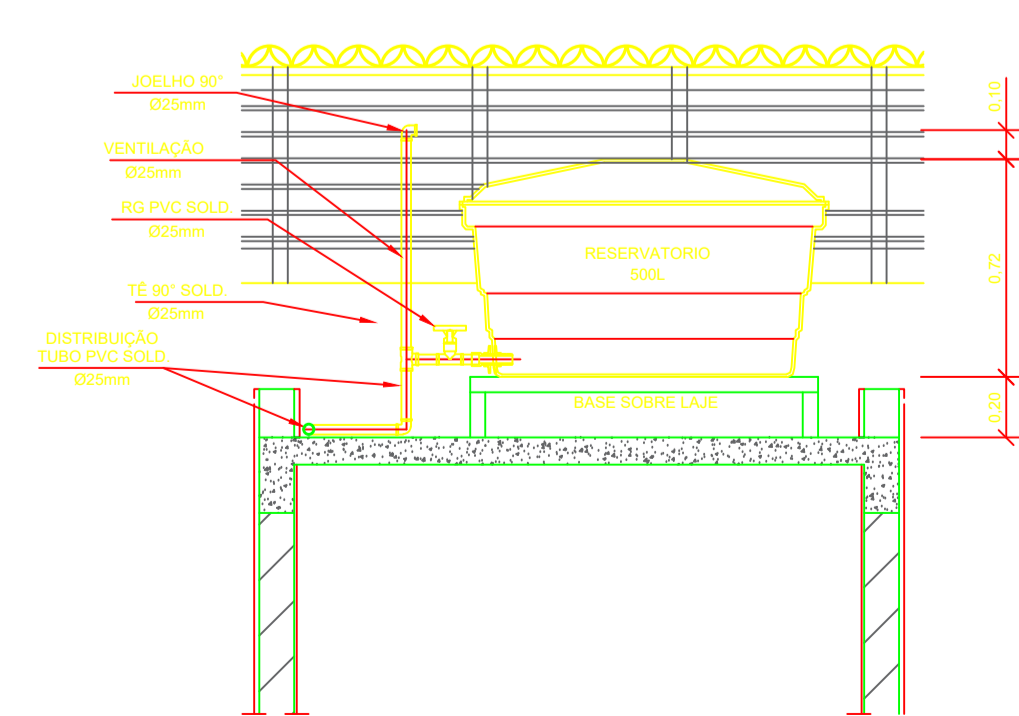 JOELHO 90°
Ø25mm
VENTILAÇÃO
Ø25mm
RG PVC SOLD.
Ø25mm
TÊ 90° SOLD.
Ø25mm
DISTRIBUIÇÃO
TUBO PVC SOLD.
Ø25mm
RESERVATORIO
500L
BASE SOBRE LAJE
0,10
0,72
0,20